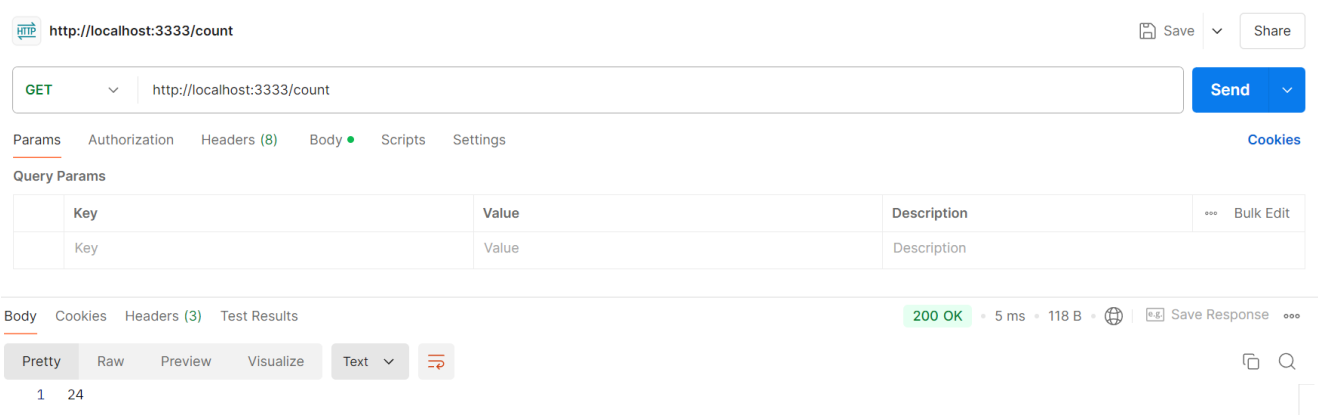 HTTP http://localhost:3333/count Save Share
GET http://localhost:3333/count Send
Params Authorization Headers (8) Body Scripts Settings Cookies
Query Params
Key Value Description Bulk Edit
Key Value Description
Body Cookies Headers (3) Test Results 200 OK 5 ms 118 B e.g. Save Response
Pretty Raw Preview Visualize Text
1 24